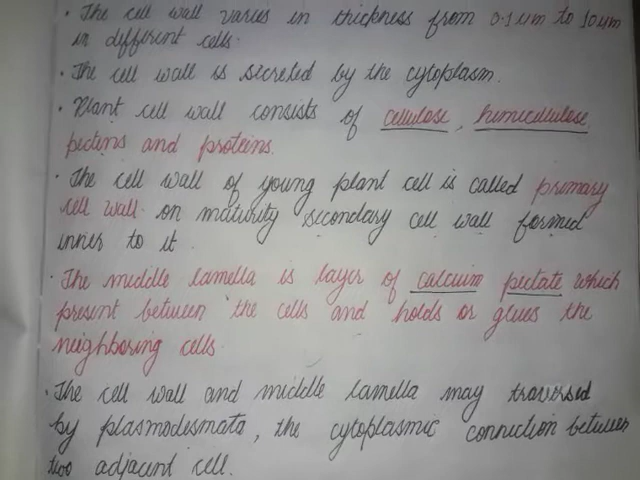 • The cell wall varies in thickness from 0.1 um to 10um
in different cells.
• The cell wall is secreted by the cytoplasm.
• Plant cell wall consists of cellulose, hemicellulose
pectens and proteins.
• The cell wall of young plant cell is called primary
cell wall. on maturity secondary cell wall formed
inner to it.
• The middle lamella is layer of calcium pectate which
present between the cells and holds or glues the
neighboring cells.
• The cell wall and middle lamella may traversed
by plasmodesmata, the cytoplasmic connection between
two adjacent cell.